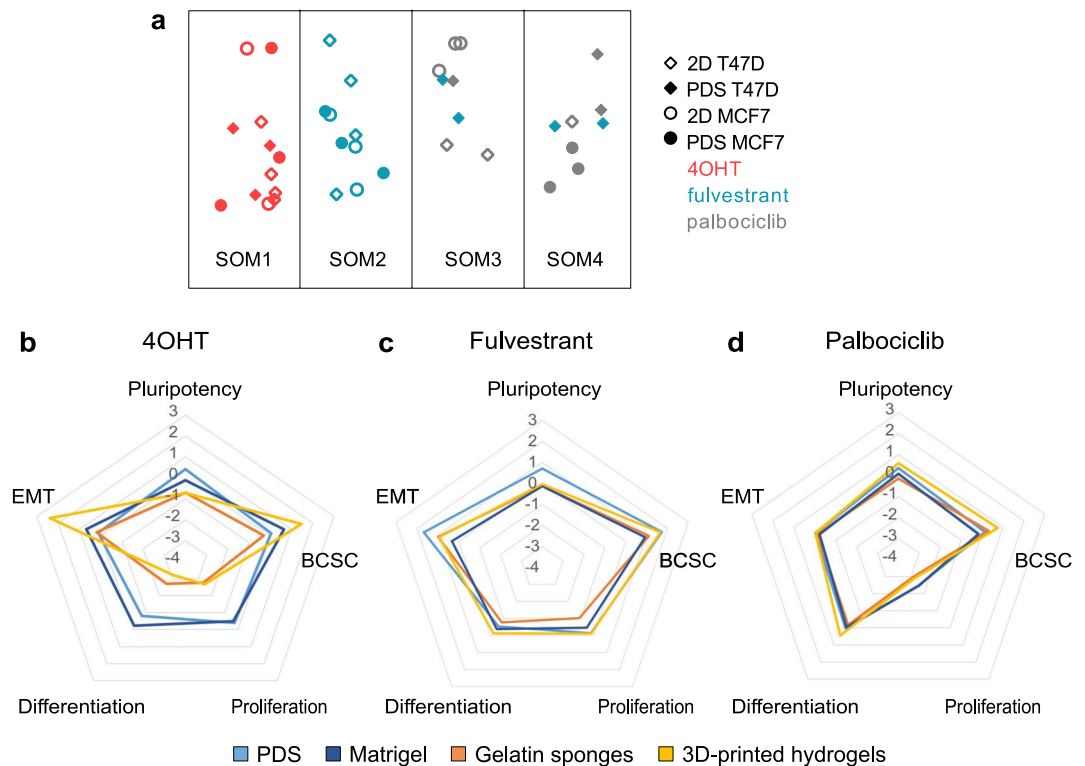 a
SOM1 SOM2 SOM3 SOM4
2D T47D
PDS T47D
2D MCF7
PDS MCF7
4OHT
fulvestrant
palbociclib
b 4OHT
Pluripotency
3
2
1
0
-1
-2
-3
-4
EMT
BCSC
Differentiation
Proliferation
c Fulvestrant
Pluripotency
3
2
1
0
-1
-2
-3
-4
EMT
BCSC
Differentiation
Proliferation
d Palbociclib
Pluripotency
3
2
1
0
-1
-2
-3
-4
EMT
BCSC
Differentiation
Proliferation
PDS Matrigel Gelatin sponges 3D-printed hydrogels